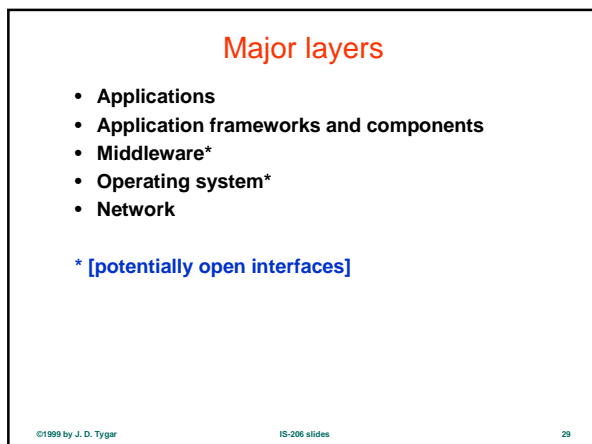 Major layers
• Applications
• Application frameworks and components
• Middleware*
• Operating system*
• Network
* [potentially open interfaces]
©1999 by J. D. Tygar IS-206 slides 29